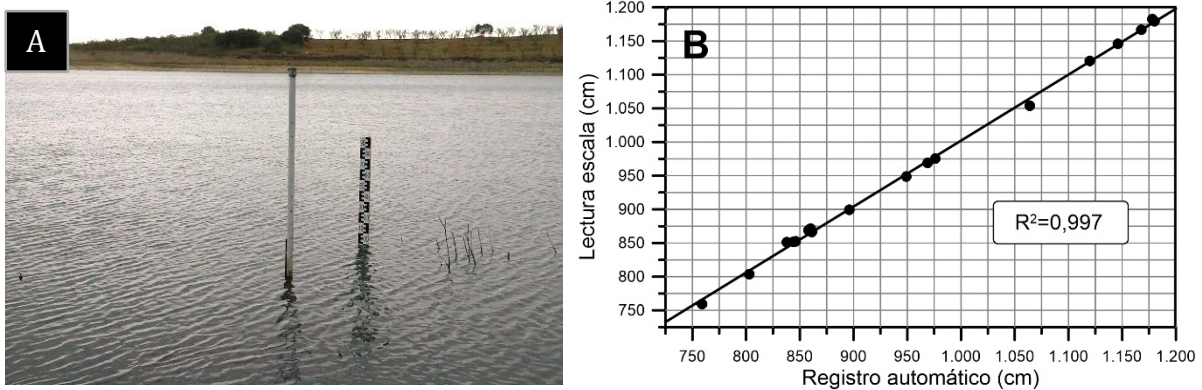 A
B
Lectura escala (cm)
1.200
1.150
1.100
1.050
1.000
950
900
850
800
750
R²=0,997
750 800 850 900 950 1.000 1.050 1.100 1.150 1.200
Registro automático (cm)